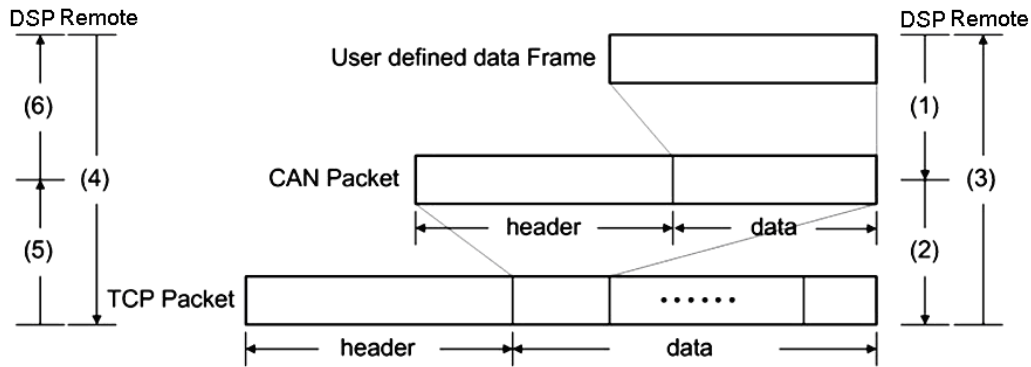 DSP Remote
DSP Remote
User defined data Frame
(6)
(1)
(4)
CAN Packet
(3)
header
data
(5)
(2)
TCP Packet
......
header
data